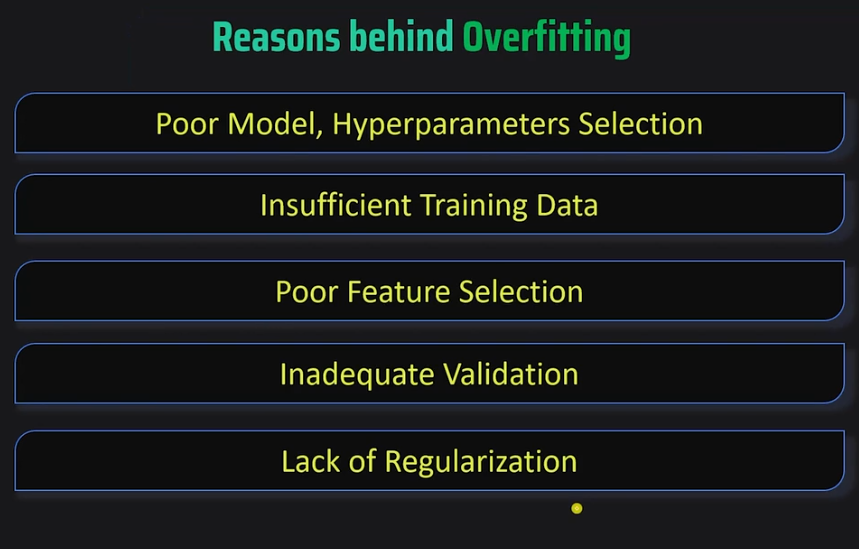 Reasons behind Overfitting
Poor Model, Hyperparameters Selection
Insufficient Training Data
Poor Feature Selection
Inadequate Validation
Lack of Regularization